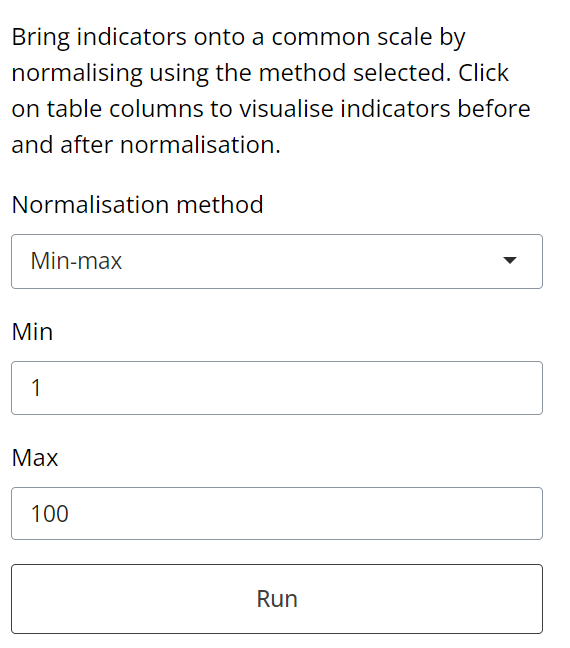 Bring indicators onto a common scale by
normalising using the method selected. Click
on table columns to visualise indicators before
and after normalisation.
Normalisation method
Min-max
Min
1
Max
100
Run